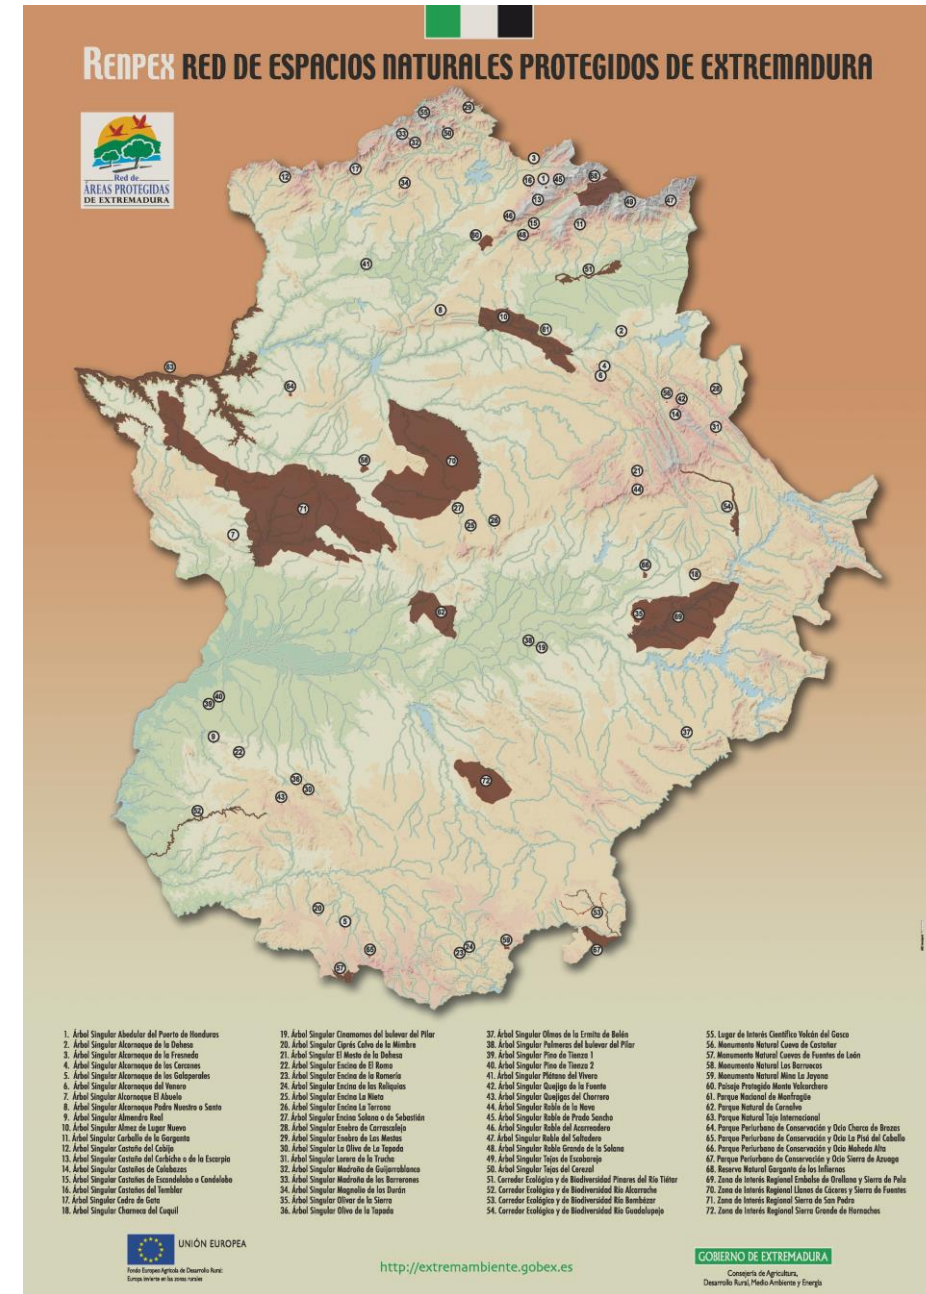 RENPEX RED DE ESPACIOS NATURALES PROTEGIDOS DE EXTREMADURA
Red de
ÁREAS PROTEGIDAS
DE EXTREMADURA
1. Árbol Singular Abedular del Puerto de Honduras
2. Árbol Singular Alcornoque de la Dehesa
3. Árbol Singular Alcornoque de la Fresneda
4. Árbol Singular Alcornoque de los Cercones
5. Árbol Singular Alcornoque de los Galaperales
6. Árbol Singular Alcornoque del Venero
7. Árbol Singular Alcornoque El Abuelo
8. Árbol Singular Alcornoque Padre Nuestro o Santo
9. Árbol Singular Almendro Real
10. Árbol Singular Almez de Lugar Nuevo
11. Árbol Singular Carballo de la Garganta
12. Árbol Singular Castaño del Cabijo
13. Árbol Singular Castaño del Corbiche o de la Escarpia
14. Árbol Singular Castaños de Calabazas
15. Árbol Singular Castaños de Escondelobo o Condelobo
16. Árbol Singular Castaños del Temblar
17. Árbol Singular Cedro de Gata
18. Árbol Singular Charneca del Cuquil
19. Árbol Singular Cinamomos del bulevar del Pilar
20. Árbol Singular Ciprés Calvo de la Mimbre
21. Árbol Singular El Mesto de la Dehesa
22. Árbol Singular Encina de El Romo
23. Árbol Singular Encina de la Romería
24. Árbol Singular Encina de las Reliquias
25. Árbol Singular Encina La Nieta
26. Árbol Singular Encina La Terrona
27. Árbol Singular Encina Solana o de Sebastián
28. Árbol Singular Enebro de Carrascalejo
29. Árbol Singular Enebro de Las Mestas
30. Árbol Singular La Oliva de La Tapada
31. Árbol Singular Lorera de la Trucha
32. Árbol Singular Madroña de Guijarroblanco
33. Árbol Singular Madroña de los Barrerones
34. Árbol Singular Magnolio de los Durán
35. Árbol Singular Olivar de la Sierra
36. Árbol Singular Olivo de la Tapada
37. Árbol Singular Olmos de la Ermita de Belén
38. Árbol Singular Palmeras del bulevar del Pilar
39. Árbol Singular Pino de Tienza 1
40. Árbol Singular Pino de Tienza 2
41. Árbol Singular Plátano del Vivero
42. Árbol Singular Quejigo de la Fuente
43. Árbol Singular Quejigos del Chorrero
44. Árbol Singular Roble de la Nava
45. Árbol Singular Roble de Prado Sancho
46. Árbol Singular Roble del Acarreadero
47. Árbol Singular Roble del Saltadero
48. Árbol Singular Roble Grande de la Solana
49. Árbol Singular Tejos de Escobarejo
50. Árbol Singular Tejos del Cerezal
51. Corredor Ecológico y de Biodiversidad Pinares del Río Tiétar
52. Corredor Ecológico y de Biodiversidad Río Alcarrache
53. Corredor Ecológico y de Biodiversidad Río Bembézar
54. Corredor Ecológico y de Biodiversidad Río Guadalupejo
55. Lugar de Interés Científico Volcán del Gasco
56. Monumento Natural Cueva de Castañar
57. Monumento Natural Cuevas de Fuentes de León
58. Monumento Natural Los Barruecos
59. Monumento Natural Mina La Jayona
60. Paisaje Protegido Monte Valcorchero
61. Parque Nacional de Monfragüe
62. Parque Natural de Cornalvo
63. Parque Natural Tajo Internacional
64. Parque Periurbano de Conservación y Ocio Charca de Brozas
65. Parque Periurbano de Conservación y Ocio La Pisá del Caballo
66. Parque Periurbano de Conservación y Ocio Moheda Alta
67. Parque Periurbano de Conservación y Ocio Sierra de Azuaga
68. Reserva Natural Garganta de los Infiernos
69. Zona de Interés Regional Embalse de Orellana y Sierra de Pela
70. Zona de Interés Regional Llanos de Cáceres y Sierra de Fuentes
71. Zona de Interés Regional Sierra de San Pedro
72. Zona de Interés Regional Sierra Grande de Hornachos
UNIÓN EUROPEA
Fondo Europeo Agrícola de Desarrollo Rural:
Europa invierte en las zonas rurales
http://extremambiente.gobex.es
GOBIERNO DE EXTREMADURA
Consejería de Agricultura,
Desarrollo Rural, Medio Ambiente y Energía